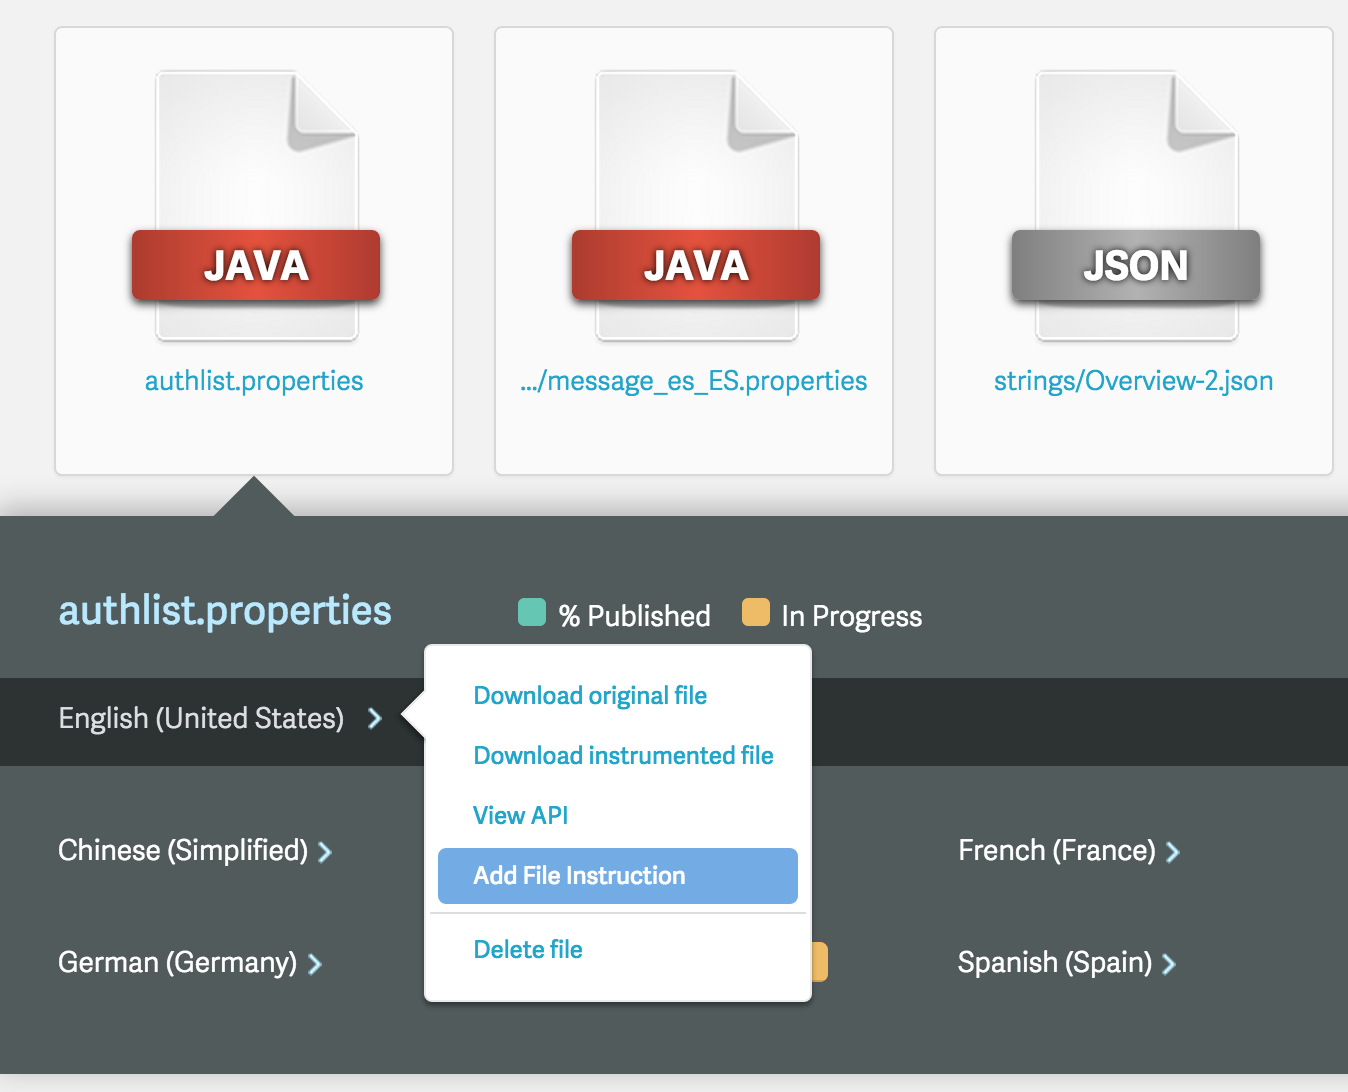 JAVA
JAVA
JSON
authlist.properties
.../message_es_ES.properties
strings/Overview-2.json
authlist.properties
% Published
In Progress
English (United States)
Download original file
Download instrumented file
View API
Add File Instruction
Delete file
Chinese (Simplified)
French (France)
German (Germany)
Spanish (Spain)